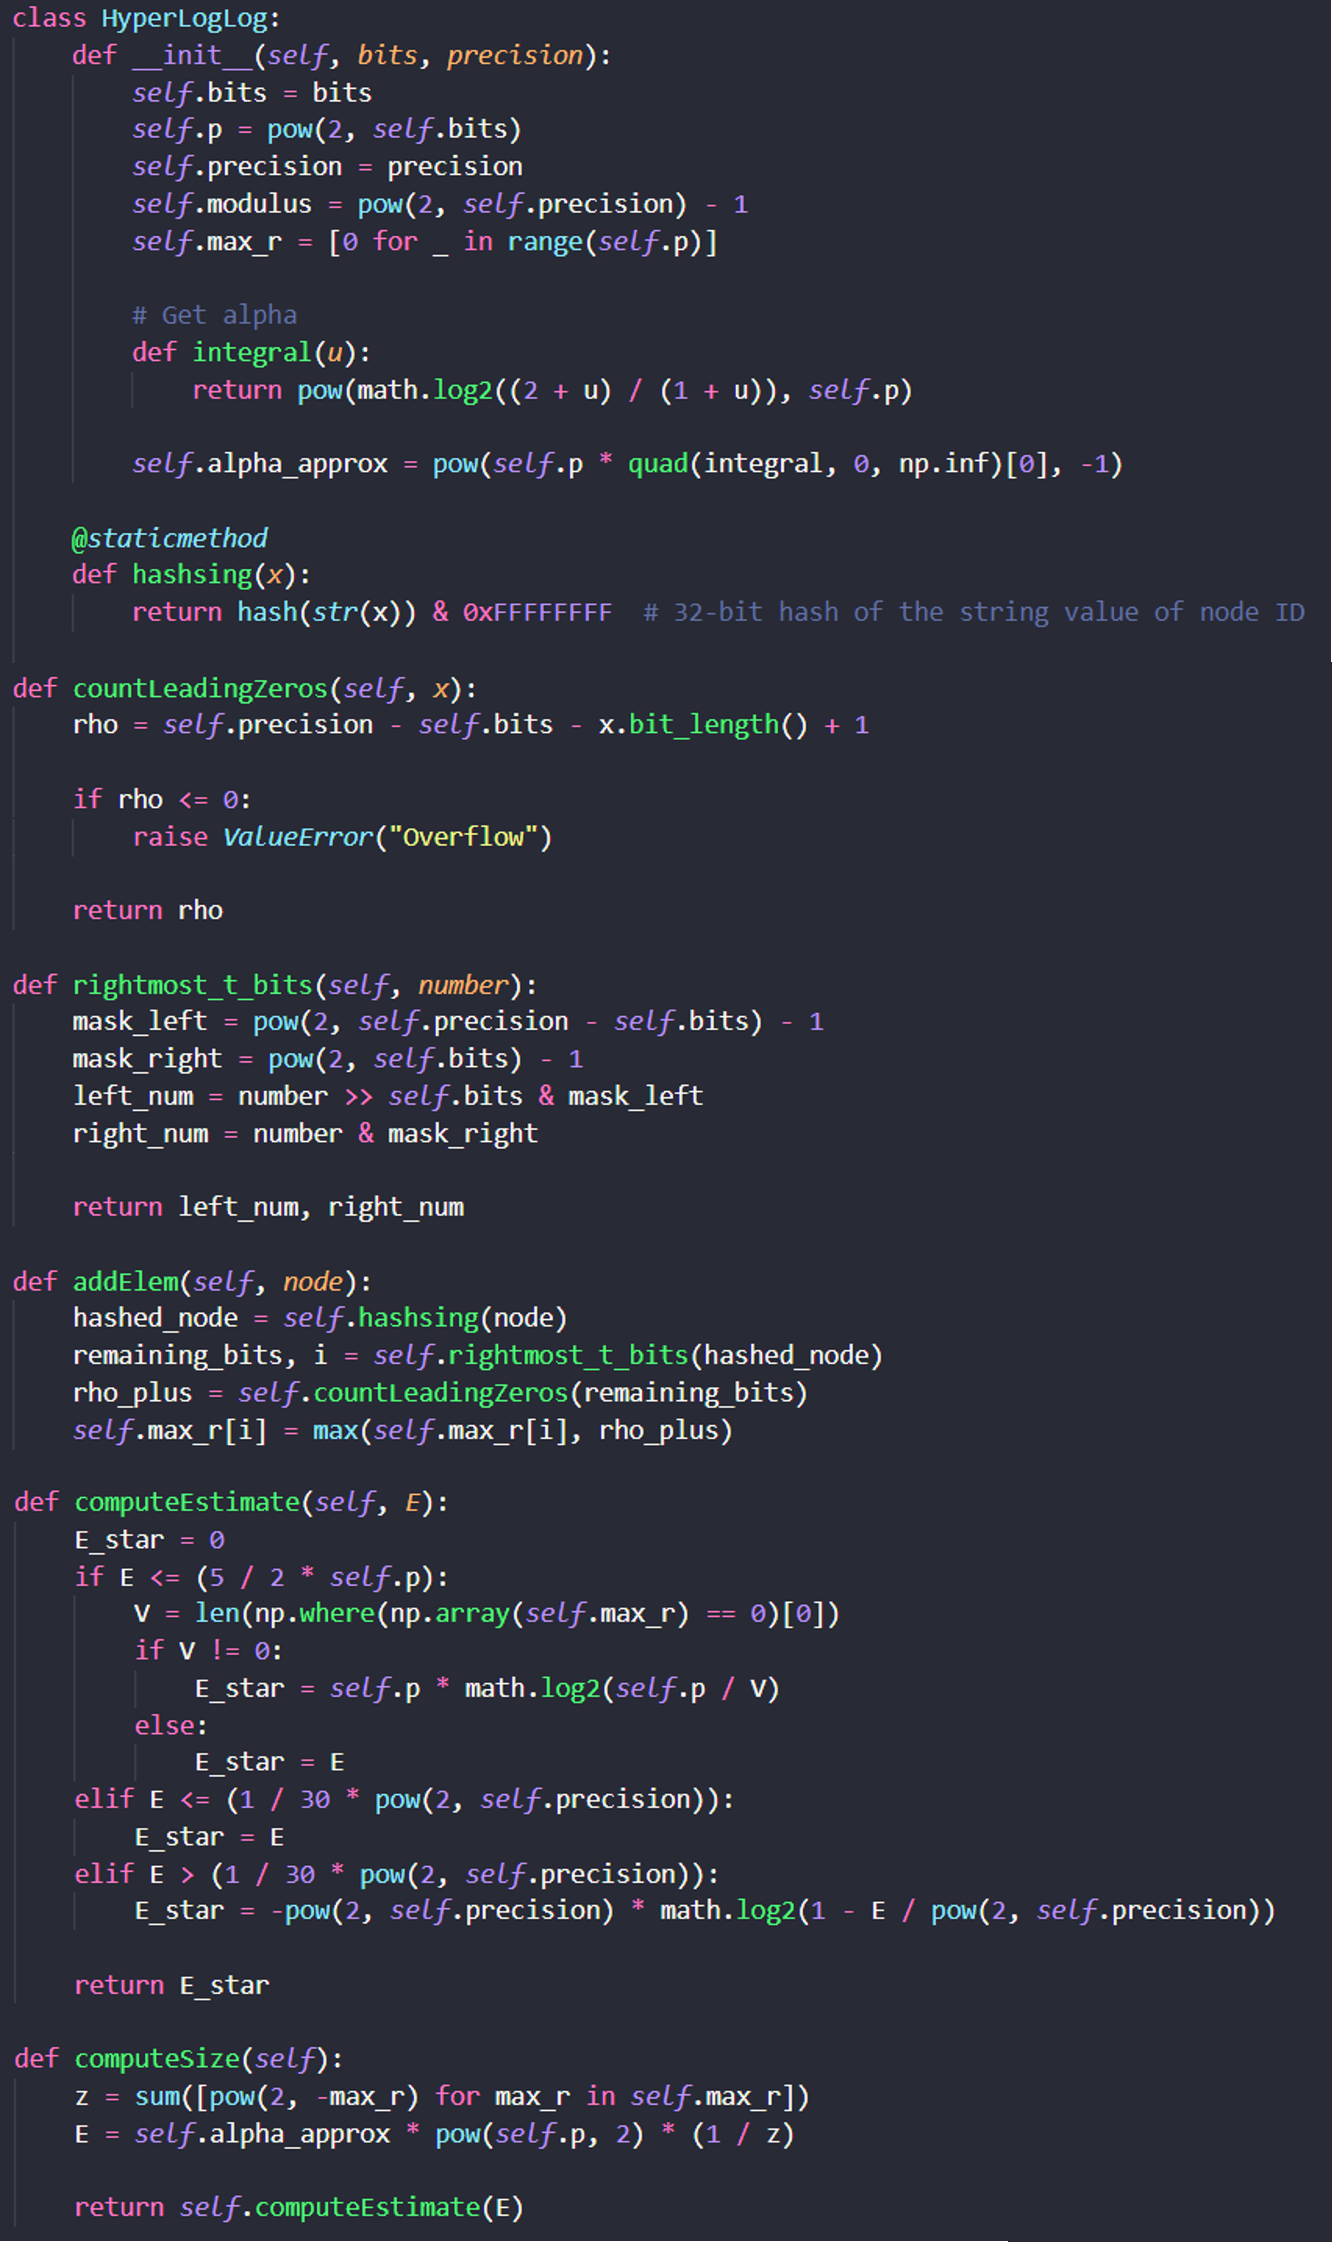 class HyperLogLog:
    def __init__(self, bits, precision):
        self.bits = bits
        self.p = pow(2, self.bits)
        self.precision = precision
        self.modulus = pow(2, self.precision) - 1
        self.max_r = [0 for _ in range(self.p)]
        # Get alpha
        def integral(u):
            return pow(math.log2((2 + u) / (1 + u)), self.p)
        self.alpha_approx = pow(self.p * quad(integral, 0, np.inf)[0], -1)
    @staticmethod
    def hashsing(x):
        return hash(str(x)) & 0xFFFFFFFF  # 32-bit hash of the string value of node ID
def countLeadingZeros(self, x):
    rho = self.precision - self.bits - x.bit_length() + 1
    if rho <= 0:
        raise ValueError("Overflow")
    return rho
def rightmost_t_bits(self, number):
    mask_left = pow(2, self.precision - self.bits) - 1
    mask_right = pow(2, self.bits) - 1
    left_num = number >> self.bits & mask_left
    right_num = number & mask_right
    return left_num, right_num
def addElem(self, node):
    hashed_node = self.hashsing(node)
    remaining_bits, i = self.rightmost_t_bits(hashed_node)
    rho_plus = self.countLeadingZeros(remaining_bits)
    self.max_r[i] = max(self.max_r[i], rho_plus)
def computeEstimate(self, E):
    E_star = 0
    if E <= (5 / 2 * self.p):
        V = len(np.where(np.array(self.max_r) == 0)[0])
        if V != 0:
            E_star = self.p * math.log2(self.p / V)
        else:
            E_star = E
    elif E <= (1 / 30 * pow(2, self.precision)):
        E_star = E
    elif E > (1 / 30 * pow(2, self.precision)):
        E_star = -pow(2, self.precision) * math.log2(1 - E / pow(2, self.precision))
    return E_star
def computeSize(self):
    z = sum([pow(2, -max_r) for max_r in self.max_r])
    E = self.alpha_approx * pow(self.p, 2) * (1 / z)
    return self.computeEstimate(E)